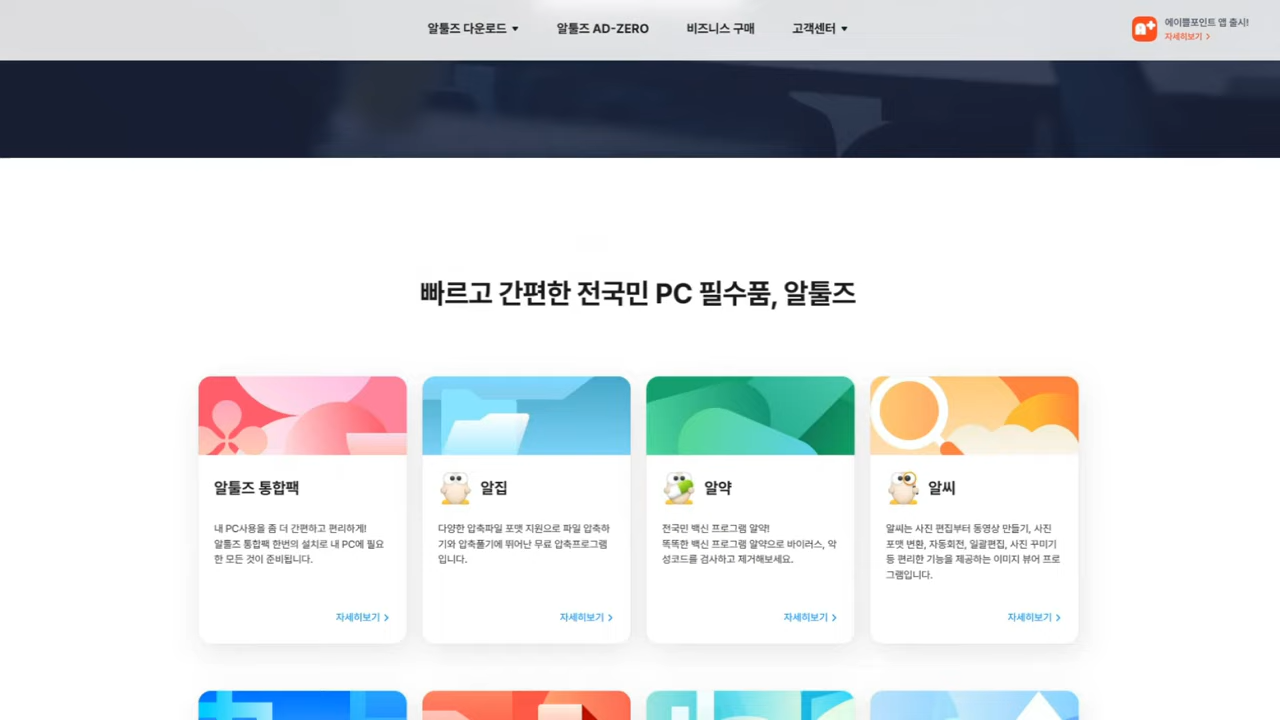 알툴즈 다운로드
알툴즈 AD-ZERO
비즈니스 구매
고객센터
에이쁠포인트 앱 출시!
자세히보기
빠르고 간편한 전국민 PC 필수품, 알툴즈
알툴즈 통합팩
내 PC사용을 좀 더 간편하고 편리하게!
알툴즈 통합팩 한번의 설치로 내 PC에 필요
한 모든 것이 준비됩니다.
자세히보기
알집
다양한 압축파일 포맷 지원으로 파일 압축하
기와 압축풀기에 뛰어난 무료 압축프로그램
입니다.
자세히보기
알약
전국민 백신 프로그램 알약!
똑똑한 백신 프로그램 알약으로 바이러스, 악
성코드를 검사하고 제거해보세요.
자세히보기
알씨
알씨는 사진 편집부터 동영상 만들기, 사진
포맷 변환, 자동회전, 일괄편집, 사진 꾸미기
등 편리한 기능을 제공하는 이미지 뷰어 프로
그램입니다.
자세히보기